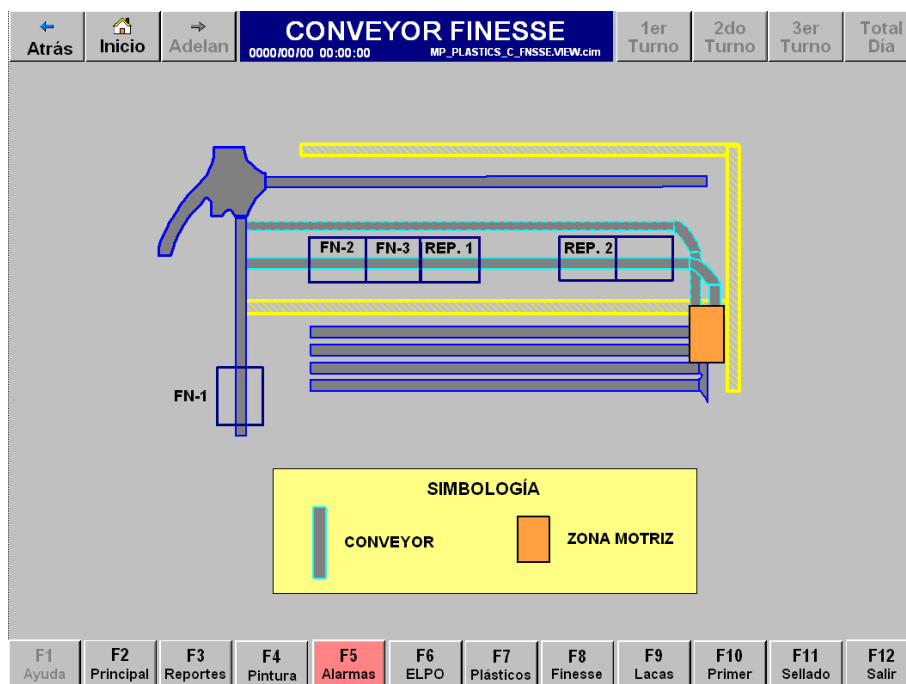 Atrás
Inicio
Adelan
CONVEYOR FINESSE
0000/00/00 00:00:00 MP_PLASTICS_C_FNSSE.VIEW.cim
1er
Turno
2do
Turno
3er
Turno
Total
Día
FN-2 FN-3 REP. 1 REP. 2
FN-1
SIMBOLOGÍA
CONVEYOR
ZONA MOTRIZ
F1
Ayuda
F2
Principal
F3
Reportes
F4
Pintura
F5
Alarmas
F6
ELPO
F7
Plásticos
F8
Finesse
F9
Lacas
F10
Primer
F11
Sellado
F12
Salir